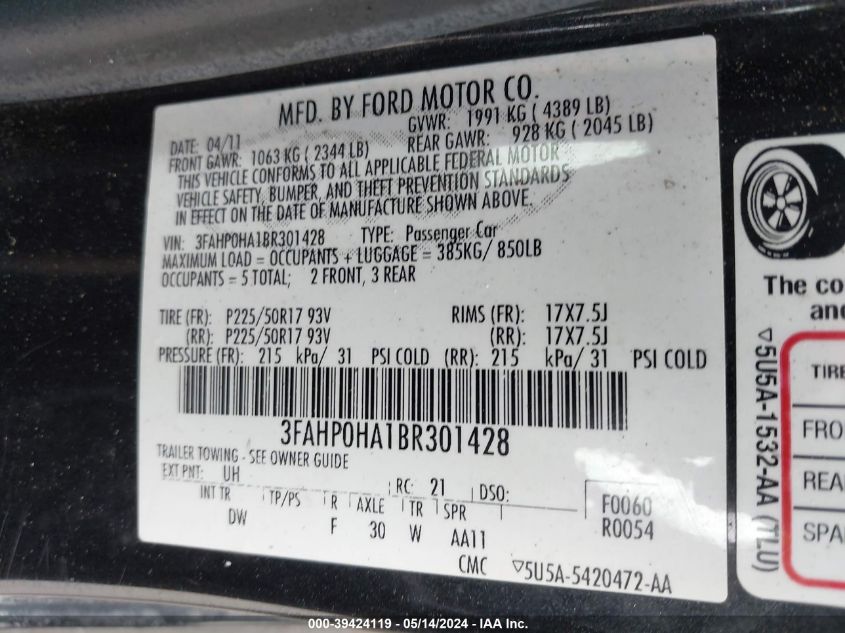 MFD. BY FORD MOTOR CO.
DATE: 04/11 GVWR: 1991 KG ( 4389 LB)
FRONT GAWR: 1063 KG ( 2344 LB) REAR GAWR: 928 KG ( 2045 LB)
THIS VEHICLE CONFORMS TO ALL APPLICABLE FEDERAL MOTOR
VEHICLE SAFETY, BUMPER, AND THEFT PREVENTION STANDARDS
IN EFFECT ON THE DATE OF MANUFACTURE SHOWN ABOVE.
VIN: 3FAHP0HA1BR301428 TYPE: Passenger Car
MAXIMUM LOAD = OCCUPANTS + LUGGAGE = 385KG/ 850LB
OCCUPANTS = 5 TOTAL; 2 FRONT, 3 REAR
TIRE (FR): P225/50R17 93V RIMS (FR): 17X7.5J
(RR): P225/50R17 93V (RR): 17X7.5J
PRESSURE (FR): 215 kPa/ 31 PSI COLD (RR): 215 kPa/ 31 PSI COLD
3FAHP0HA1BR301428
TRAILER TOWING - SEE OWNER GUIDE
EXT PNT: UH RC: 21 DSO:
INT TR TP/PS R AXLE TR SPR F0060
DW F 30 W AA11 R0054
CMC ▽5U5A-5420472-AA
The co
and
TIRE
FRO
REA
SPA
▽5U5A-1532-AA (TLU)
000-39424119 - 05/14/2024 - IAA Inc.